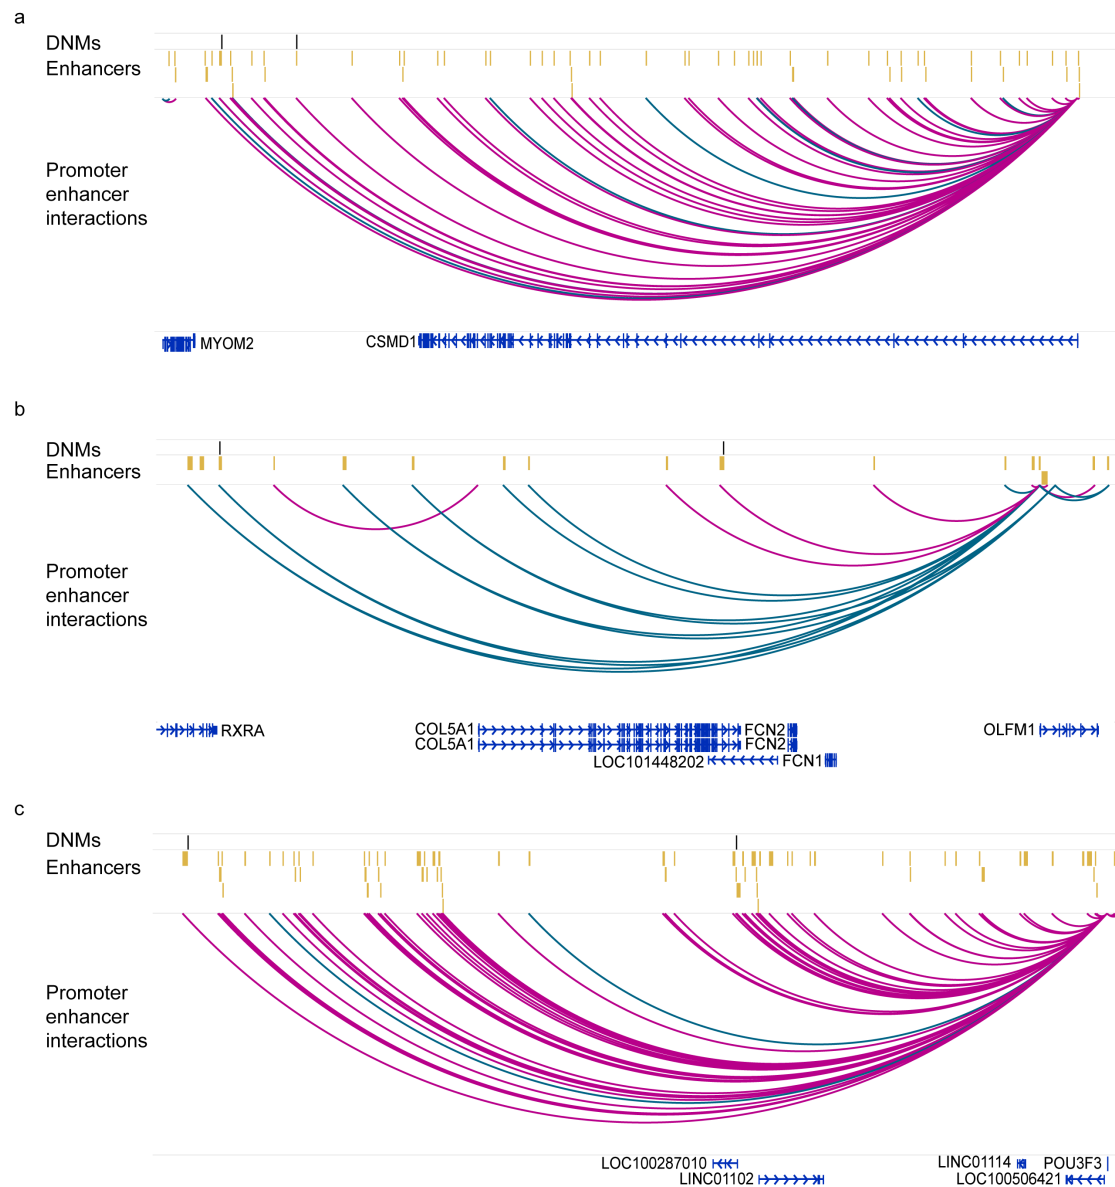 a
DNMs
Enhancers
Promoter
enhancer
interactions
MYOM2
CSMD1
b
DNMs
Enhancers
Promoter
enhancer
interactions
RXRA
COL5A1
FCN2
OLFM1
COL5A1
FCN2
LOC101448202
FCN1
c
DNMs
Enhancers
Promoter
enhancer
interactions
LOC100287010
LINC01114
POU3F3
LINC01102
LOC100506421